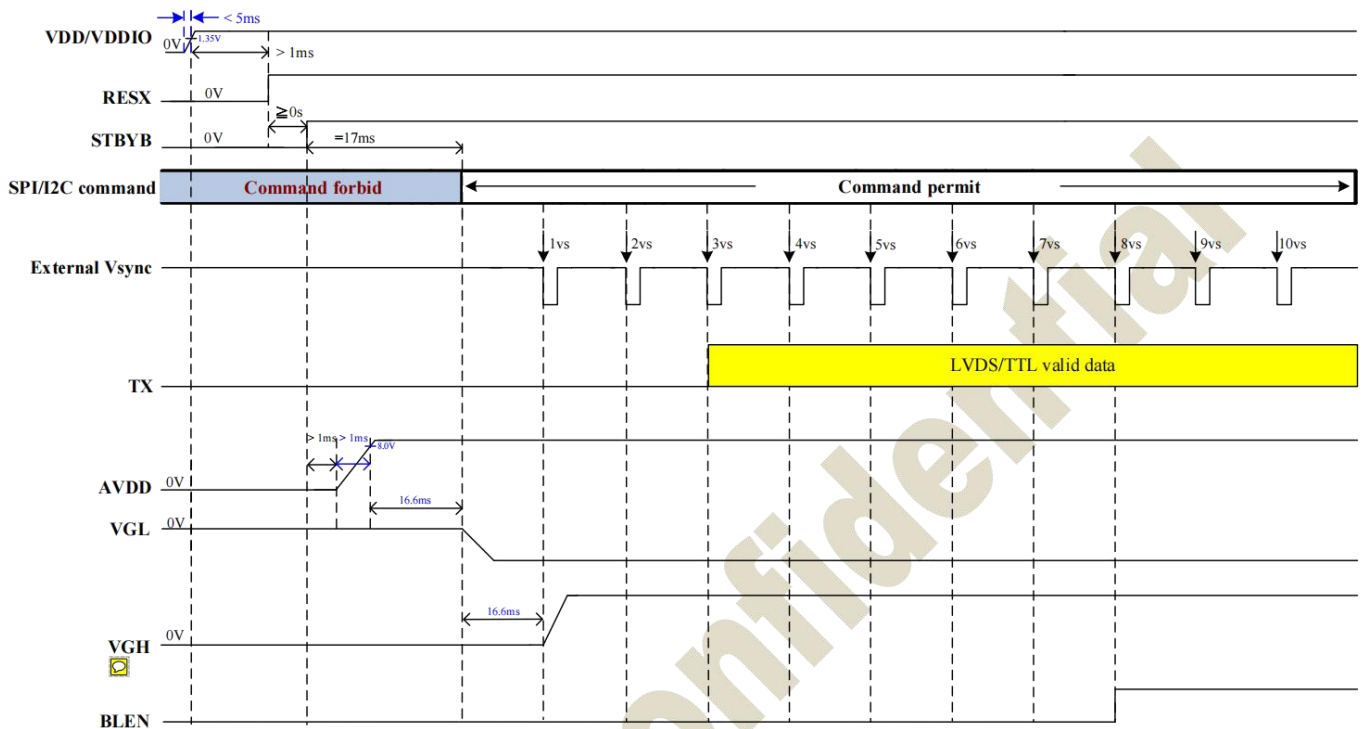 < 5ms
VDD/VDDIO 0V 1.35V
> 1ms
RESX 0V
≧0s
STBYB 0V =17ms
SPI/I2C command Command forbid Command permit
1vs 2vs 3vs 4vs 5vs 6vs 7vs 8vs 9vs 10vs
External Vsync
LVDS/TTL valid data
TX
> 1ms > 1ms 8.0V
AVDD 0V
16.6ms
VGL 0V
16.6ms
VGH 0V
BLEN
onfidential